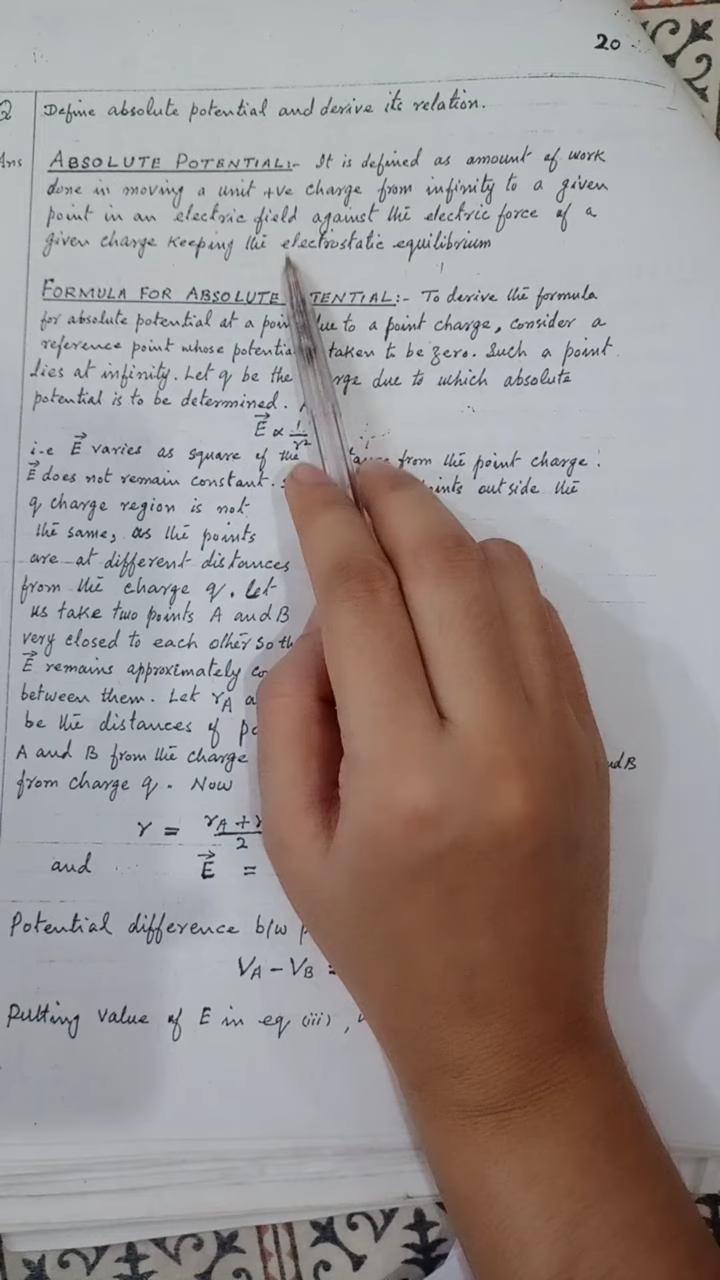 20
Q Define absolute potential and derive its relation.
Ans ABSOLUTE POTENTIAL:- It is defined as amount of work
done in moving a unit +ve charge from infinity to a given
point in an electric field against the electric force of a
given charge keeping the electrostatic equilibrium
FORMULA FOR ABSOLUTE TENTIAL:- To derive the formula
for absolute potential at a due to a point charge, consider a
reference point whose taken to be zero. Such a point
lies at infinity. Let q be the due to which absolute
potential is to be determined.
E⃗ ∝ 1/r²
i-e E⃗ varies as square of the from the point charge.
E⃗ does not remain constant. outside the
q charge region is not
the same, as the points
are at different distances
from the charge q. Let
us take two points A and B
very closed to each other so
E⃗ remains approximately
between them. Let rA
be the distances of
A and B from the charge B
from charge q. Now
r = rA + / 2
and E⃗ =
Potential difference b/w
VA - VB =
Putting value of E in eq (iii),